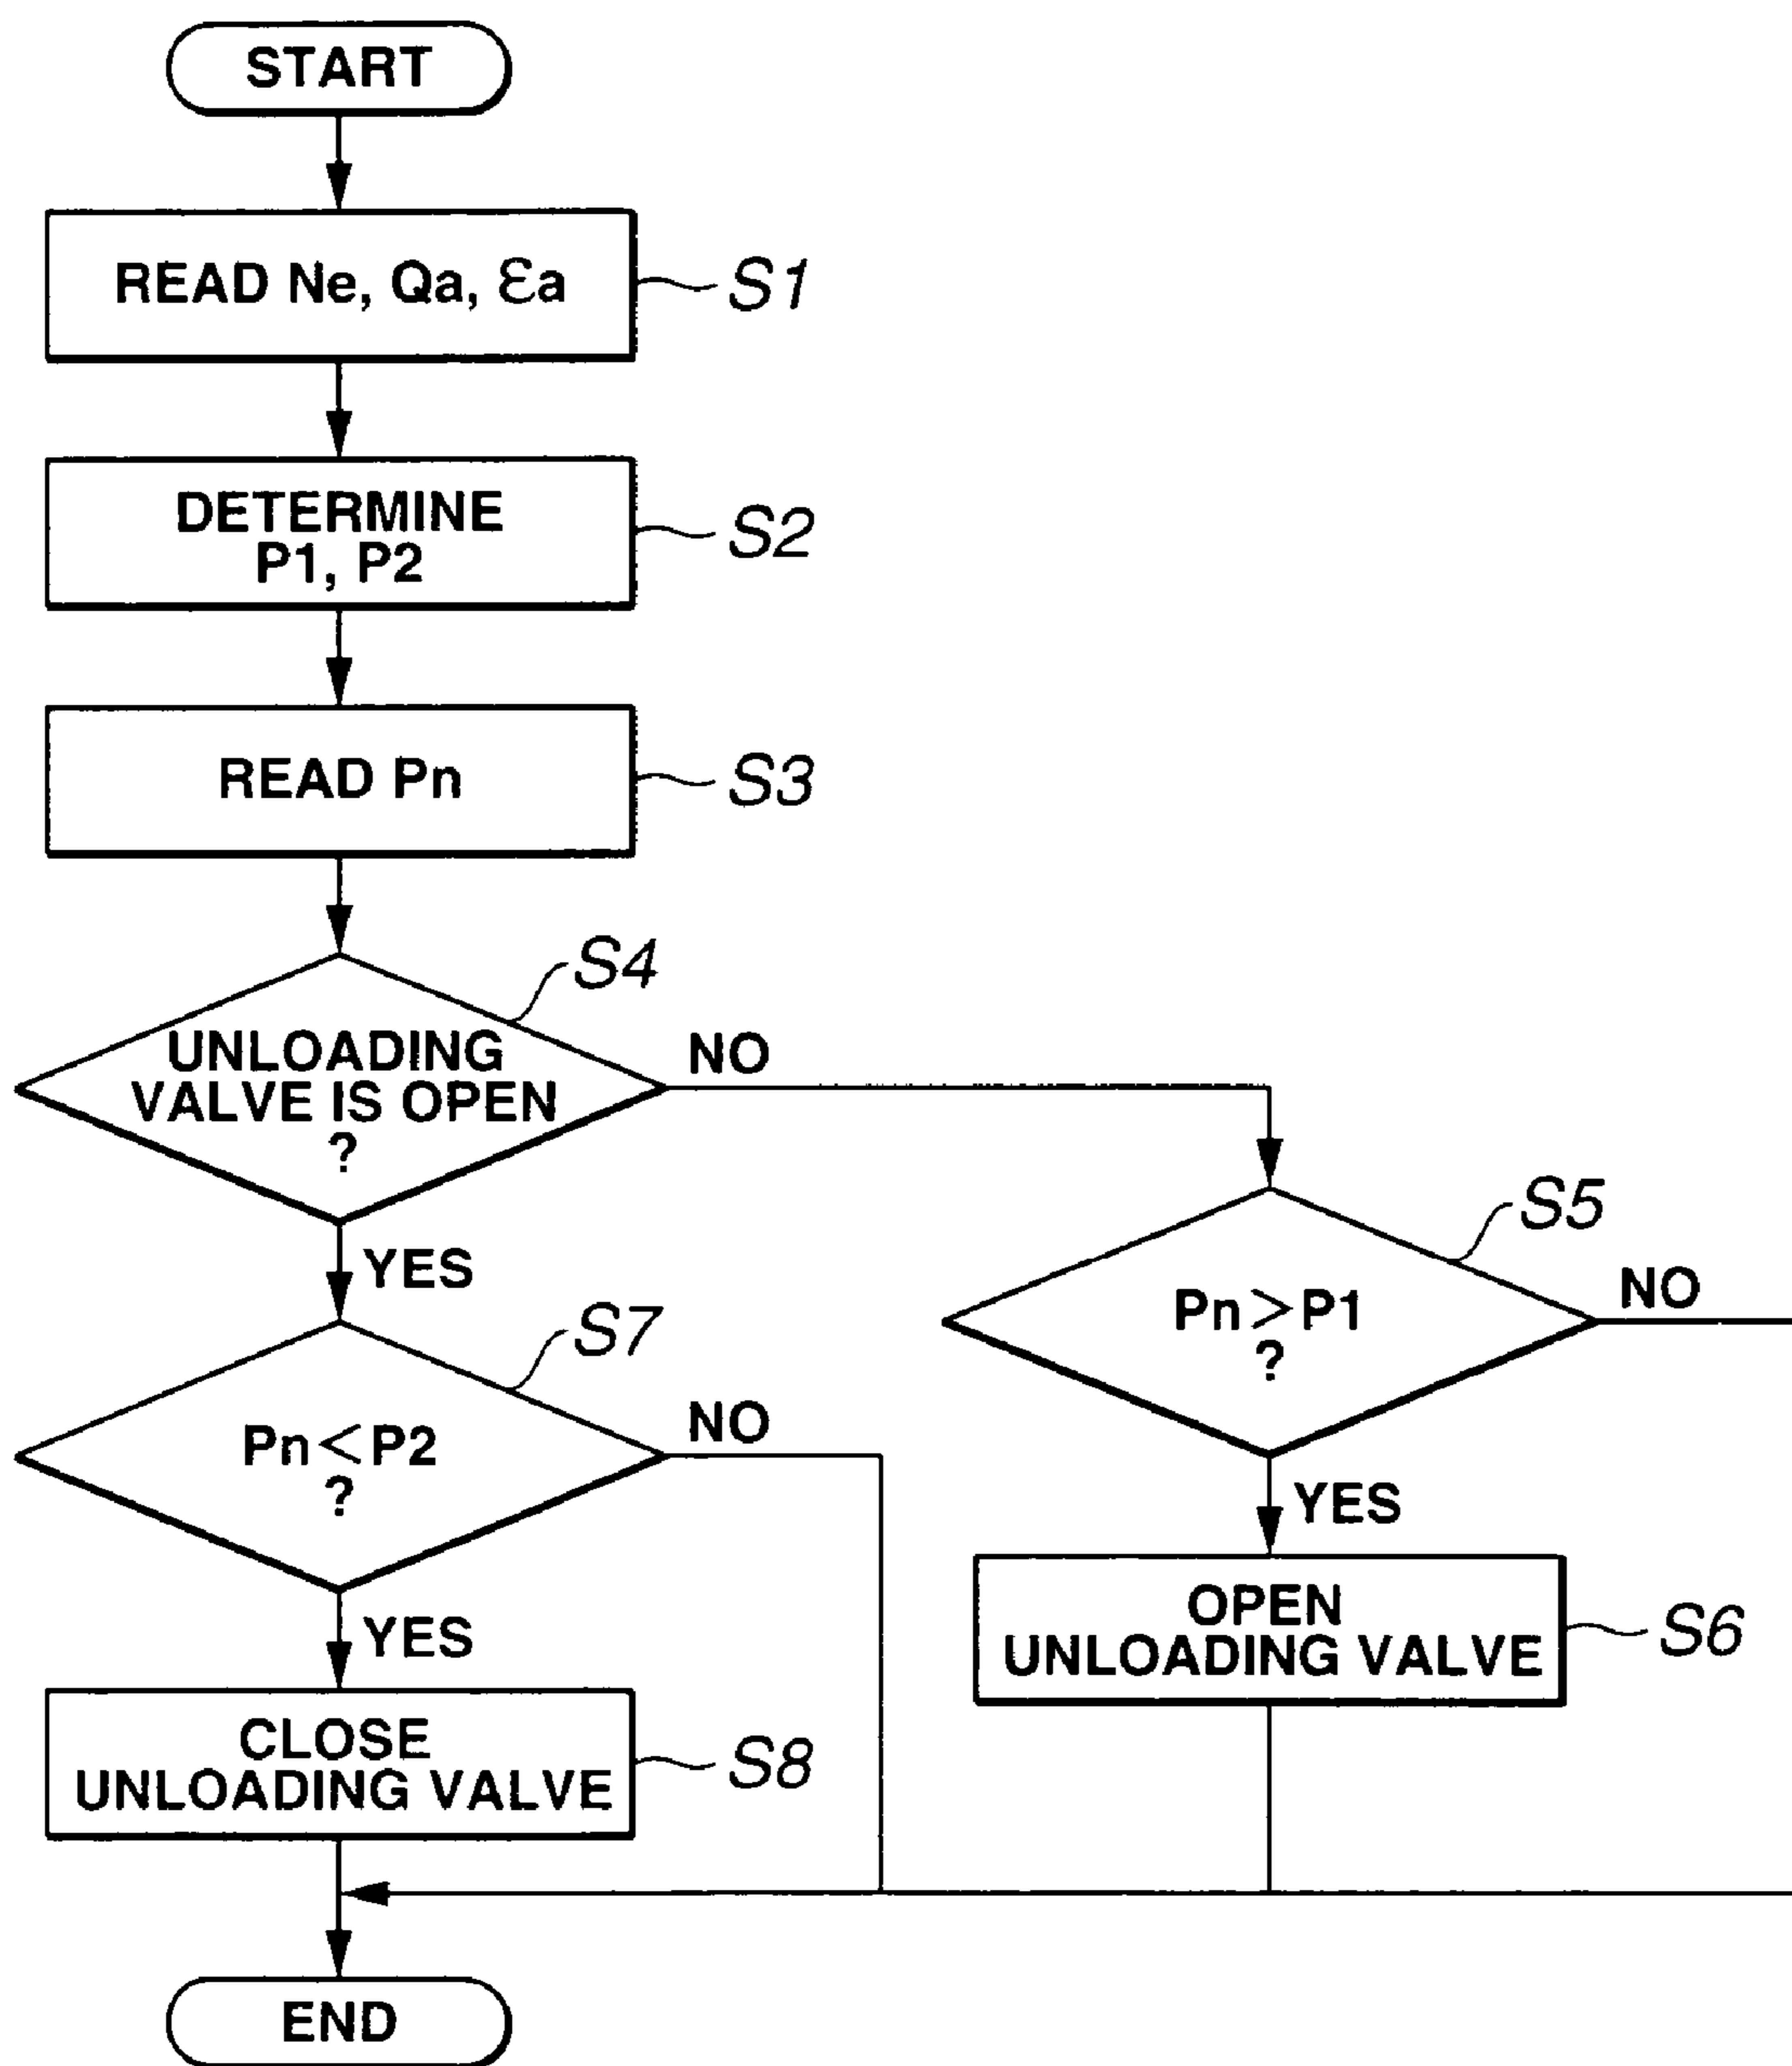 START
READ Ne, Qa, εa
S1
DETERMINE
P1, P2
S2
READ Pn
S3
S4
UNLOADING
VALVE IS OPEN
?
NO
YES
S5
Pn>P1
?
NO
YES
S7
Pn<P2
?
NO
YES
OPEN
UNLOADING VALVE
S6
CLOSE
UNLOADING VALVE
S8
END